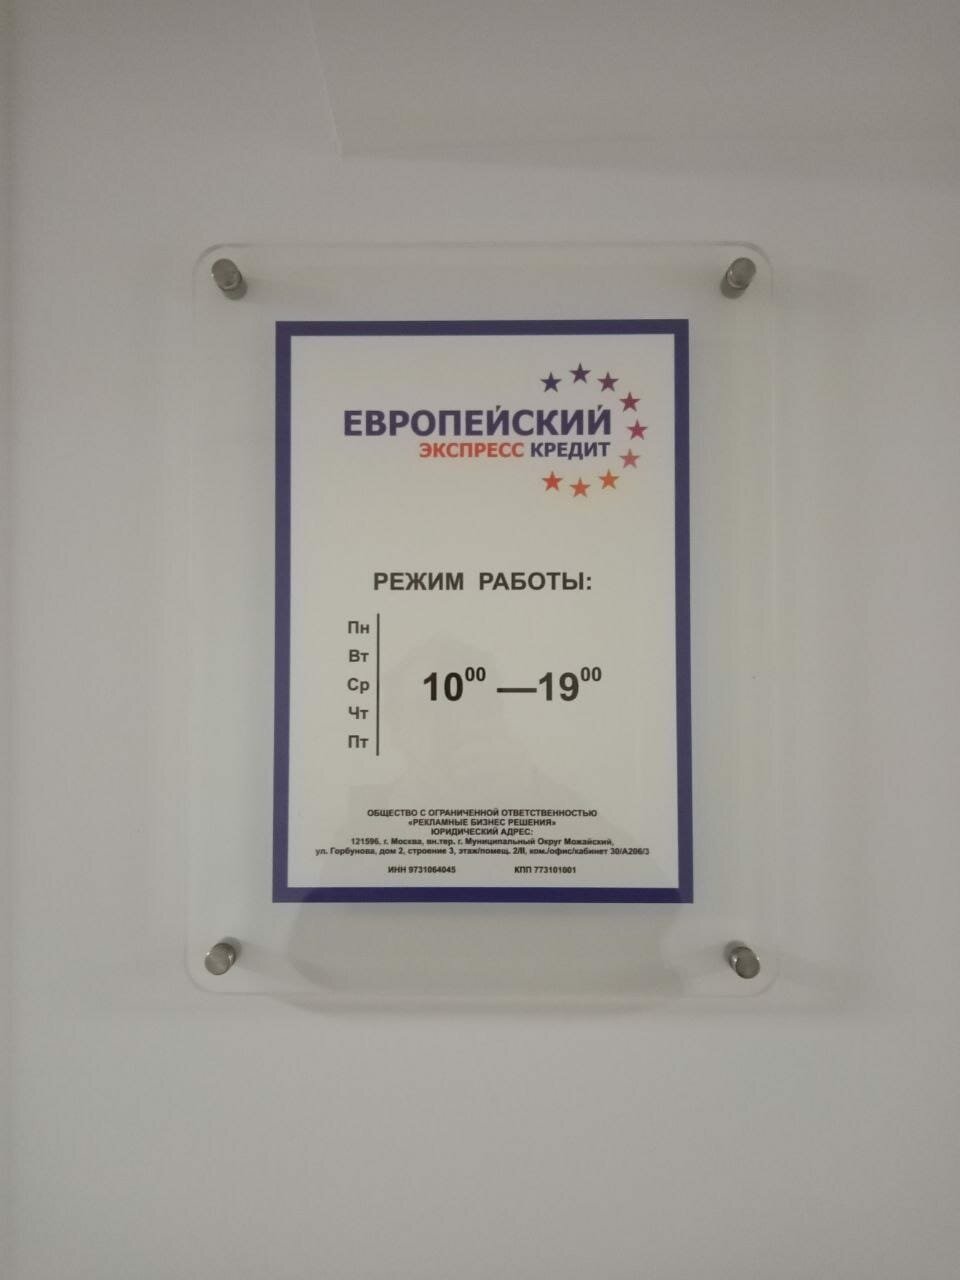 ЕВРОПЕЙСКИЙ
ЭКСПРЕСС КРЕДИТ
РЕЖИМ РАБОТЫ:
Пн
Вт
Ср
Чт
Пт
10⁰⁰ —19⁰⁰
ОБЩЕСТВО С ОГРАНИЧЕННОЙ ОТВЕТСТВЕННОСТЬЮ
«РЕКЛАМНЫЕ БИЗНЕС РЕШЕНИЯ»
ЮРИДИЧЕСКИЙ АДРЕС:
121596, г. Москва, вн.тер. г. Муниципальный Округ Можайский,
ул. Горбунова, дом 2, строение 3, этаж/помещ. 2/II, ком./офис/кабинет 30/А206/3
ИНН 9731064045 КПП 773101001